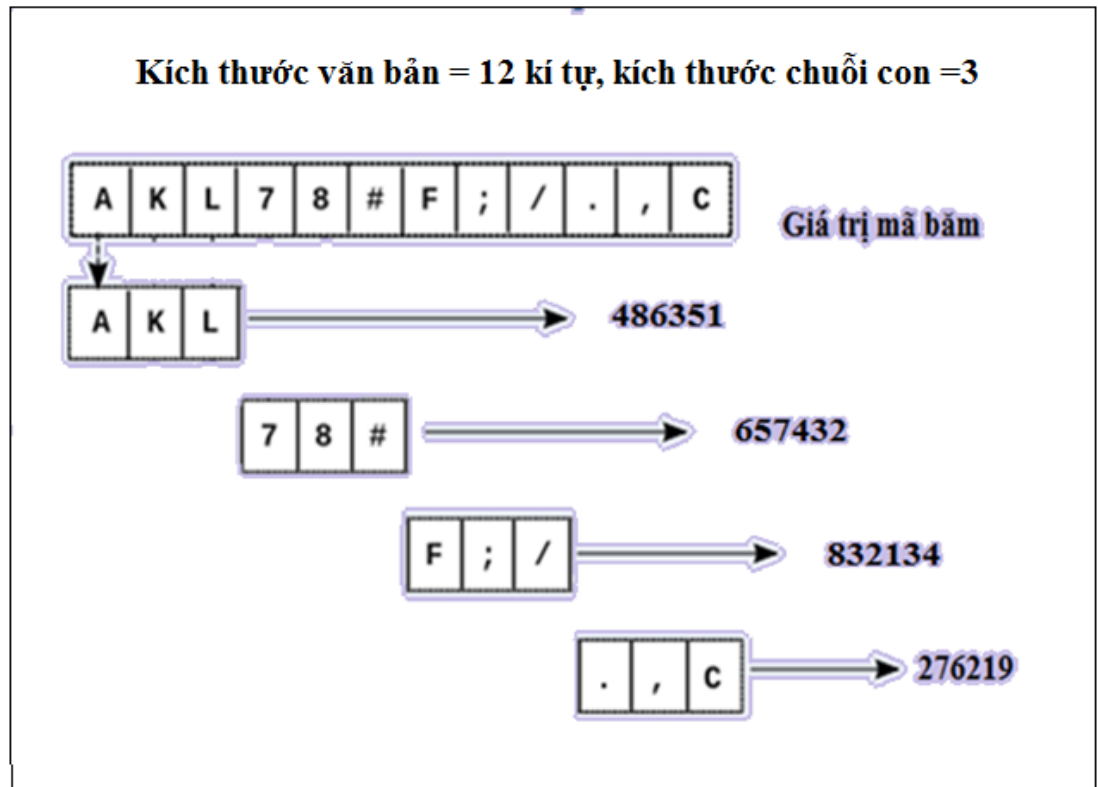 Kích thước văn bản = 12 kí tự, kích thước chuỗi con =3
A K L 7 8 # F ; / . , C
Giá trị mã băm
A K L 486351
7 8 # 657432
F ; / 832134
. , C 276219